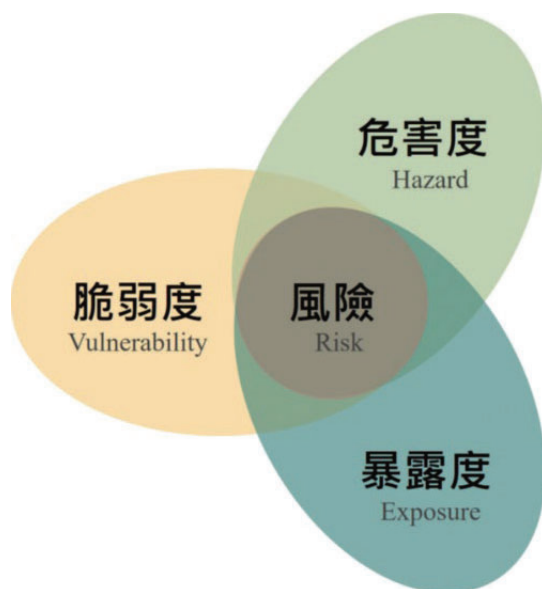 危害度
Hazard
脆弱度
Vulnerability
風險
Risk
暴露度
Exposure